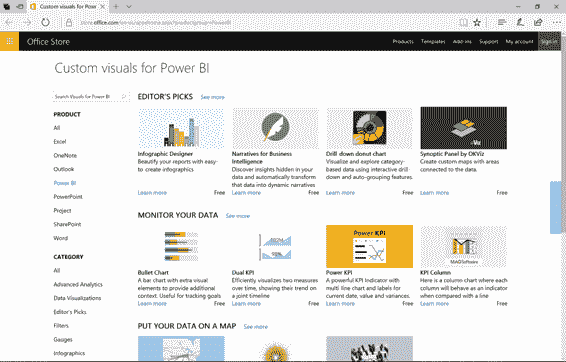 Custom visuals for Pow
store.office.com/en-us/appshome.aspx?productgroup=PowerBI
Office Store
Products Templates Add-ins Support My account Sign in
Custom visuals for Power BI
Search Visuals for Power BI
PRODUCT
All
Excel
OneNote
Outlook
Power BI
PowerPoint
Project
SharePoint
Word
CATEGORY
All
Advanced Analytics
Data Visualizations
Editor's Picks
Filters
Gauges
Infographics
EDITOR'S PICKS See more
Infographic Designer
Beautify your reports with easy-
to-create infographics
Learn more Free
Narratives for Business
Intelligence
Discover insights hidden in your
data and automatically transform
that data into dynamic narratives
Learn more Free
Drill down donut chart
Visualize and explore category-
based data using interactive drill-
down and auto-grouping features.
Learn more Free
Synoptic Panel by OKViz
Create custom maps with areas
connected to the data.
Learn more Free
MONITOR YOUR DATA See more
Bullet Chart
A bar chart with extra visual
elements to provide additional
context. Useful for tracking goals
Learn more Free
Dual KPI
Efficiently visualizes two measures
over time, showing their trend on
a joint timeline
Learn more Free
Power KPI
Power KPI
A powerful KPI Indicator with
multi line chart and labels for
current date, value and variances.
Learn more Free
MAQSoftware
KPI Column
Here is a column chart where each
column will behave as an indicator
when compared with a line
Learn more Free
PUT YOUR DATA ON A MAP See more